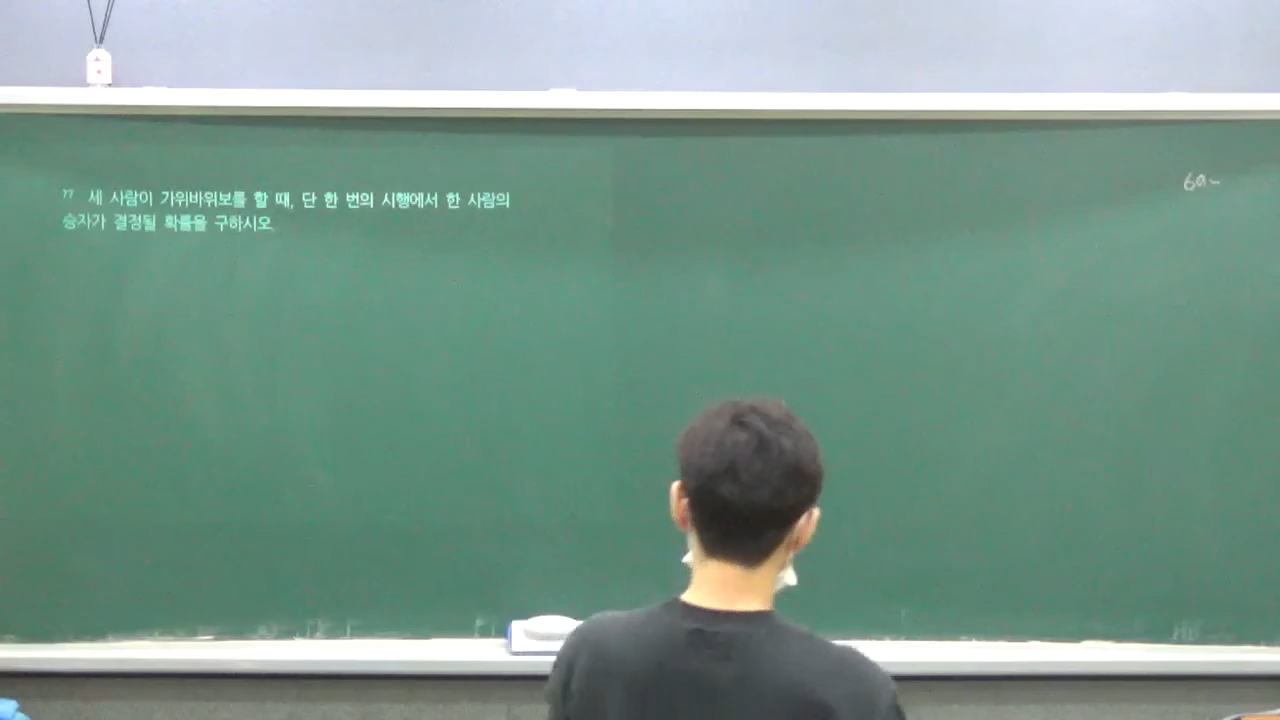 77 세 사람이 가위바위보를 할 때, 단 한 번의 시행에서 한 사람의
승자가 결정될 확률을 구하시오.